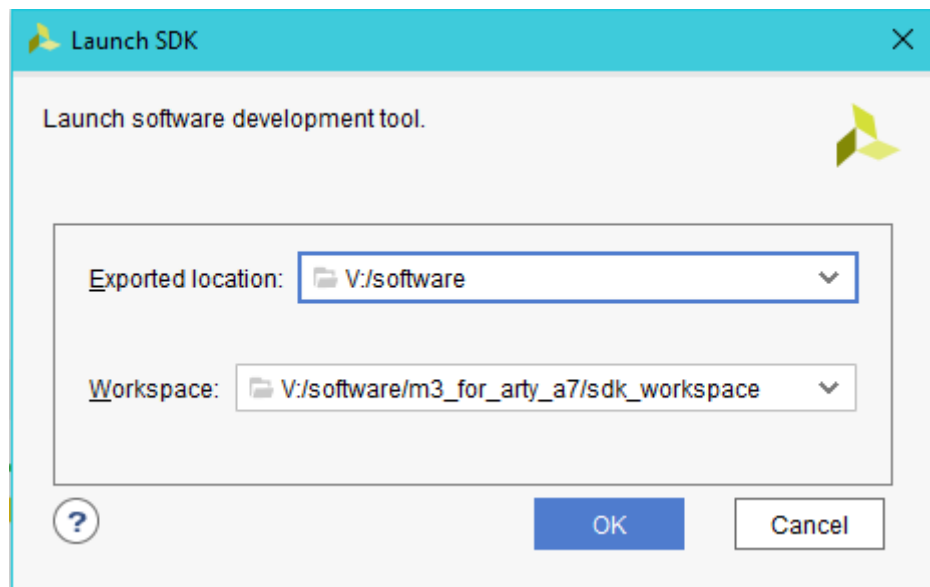 Launch SDK
Launch software development tool.
Exported location: V:/software
Workspace: V:/software/m3_for_arty_a7/sdk_workspace
? OK Cancel